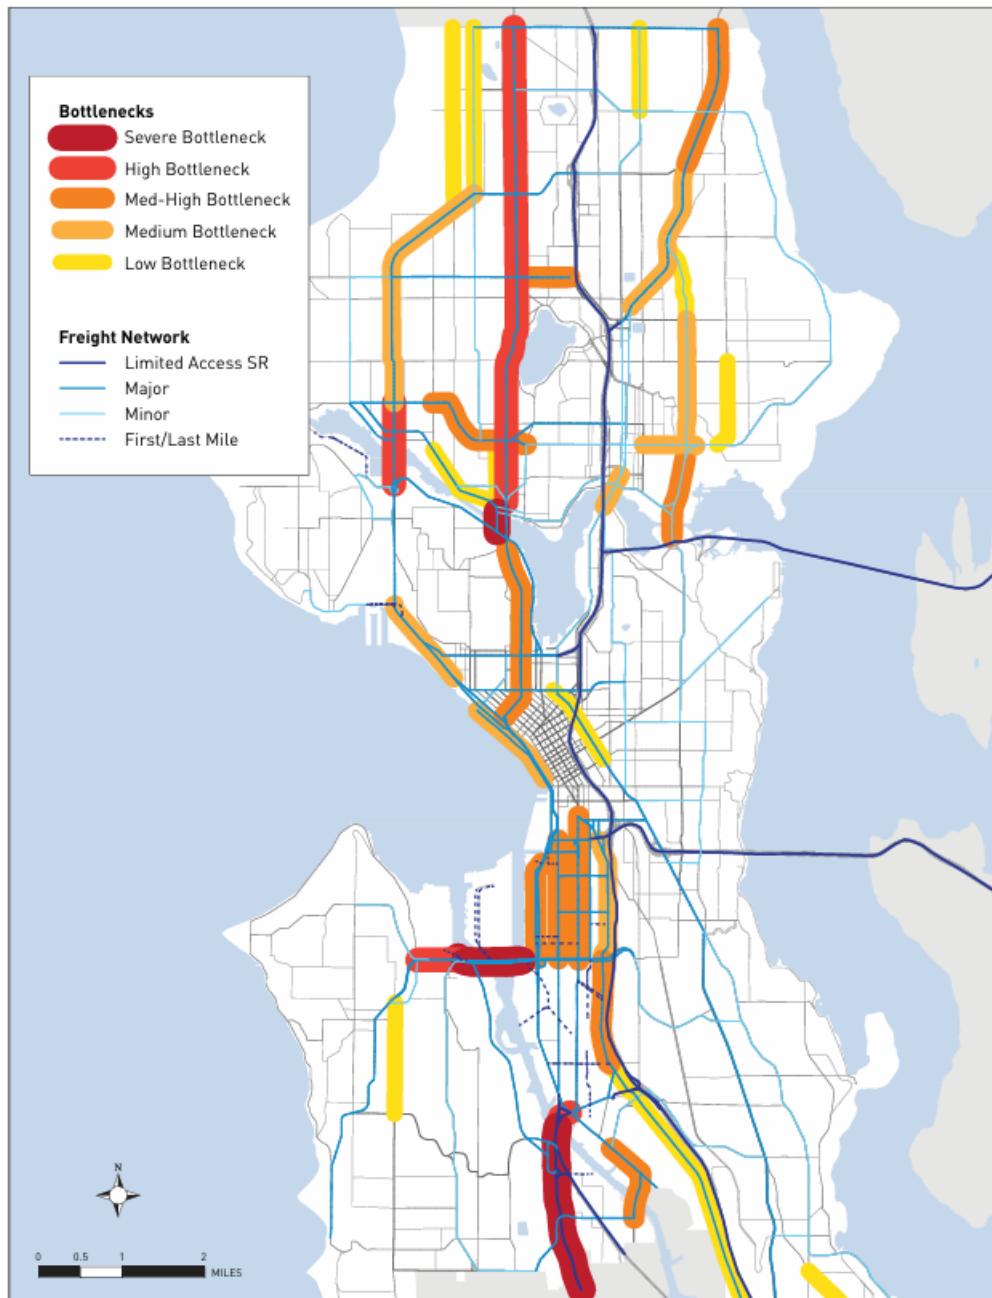 Bottlenecks
Severe Bottleneck
High Bottleneck
Med-High Bottleneck
Medium Bottleneck
Low Bottleneck
Freight Network
Limited Access SR
Major
Minor
First/Last Mile
N
0 0.5 1 2
MILES